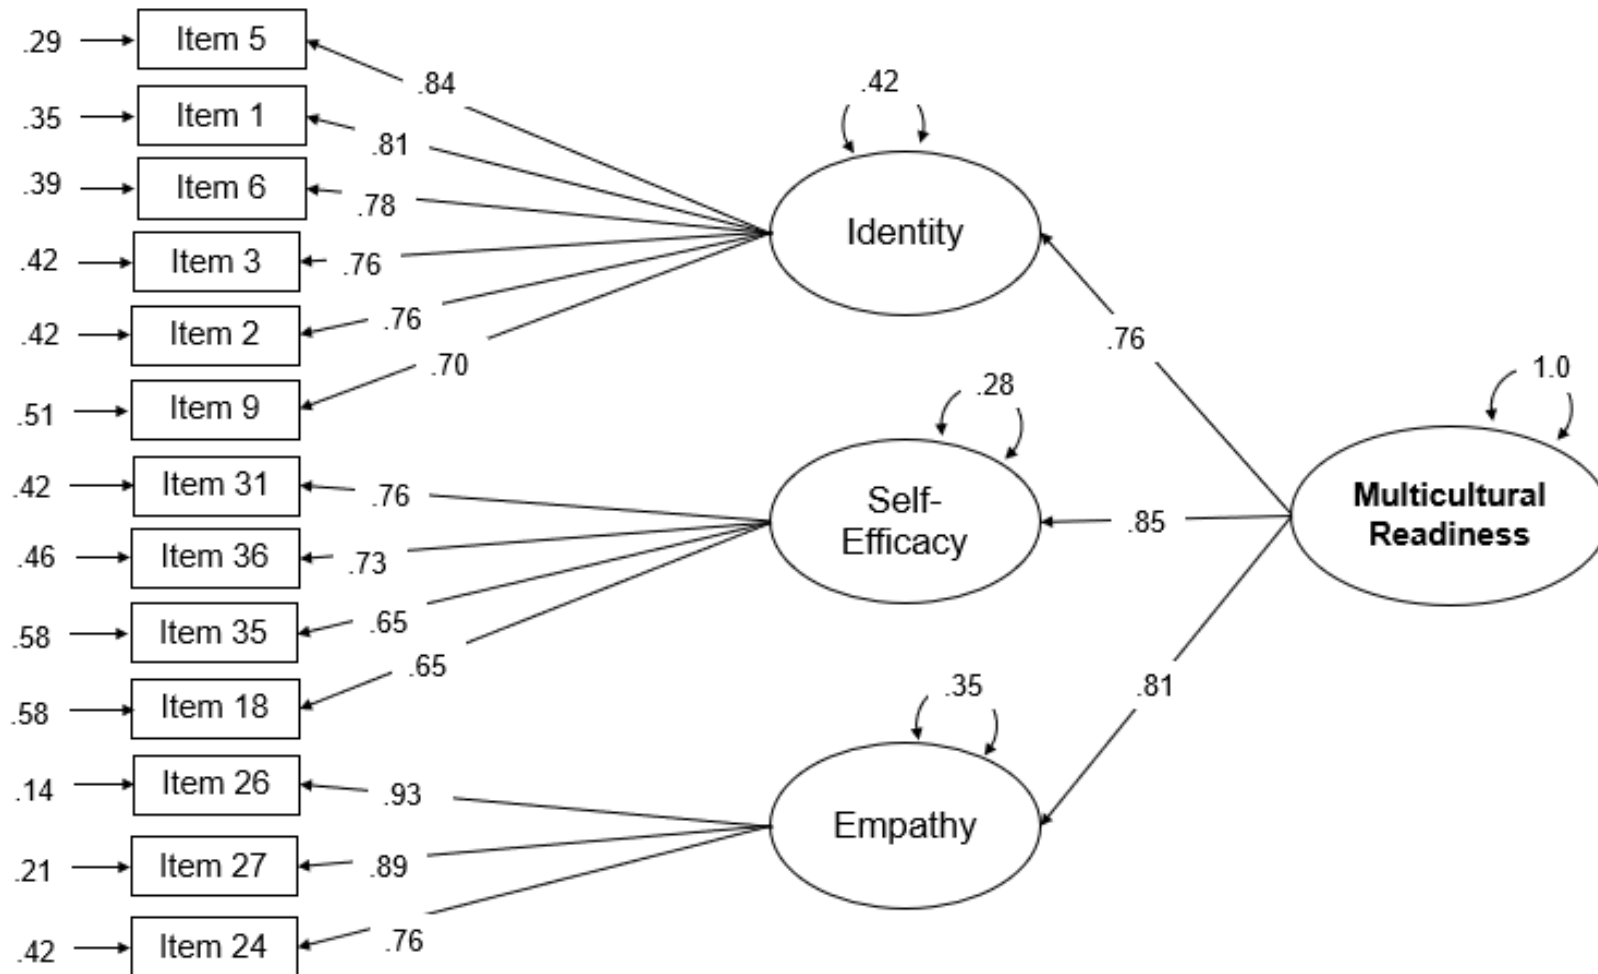 .29
Item 5
.84
.35
Item 1
.81
.39
Item 6
.78
.42
Item 3
.76
.42
Item 2
.76
.51
Item 9
.70
.42
Item 31
.76
.46
Item 36
.73
.58
Item 35
.65
.58
Item 18
.65
.14
Item 26
.93
.21
Item 27
.89
.42
Item 24
.76
.42
Identity
.76
.28
Self-
Efficacy
.85
.35
Empathy
.81
1.0
Multicultural
Readiness